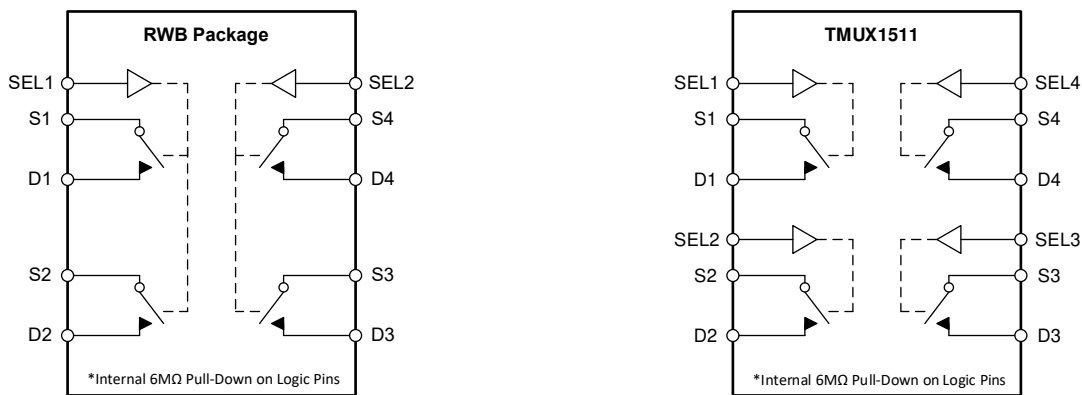 RWB Package
SEL1
SEL2
S1
S4
D1
D4
S2
S3
D2
D3
*Internal 6MΩ Pull-Down on Logic Pins
TMUX1511
SEL1
SEL4
S1
S4
D1
D4
SEL2
SEL3
S2
S3
D2
D3
*Internal 6MΩ Pull-Down on Logic Pins